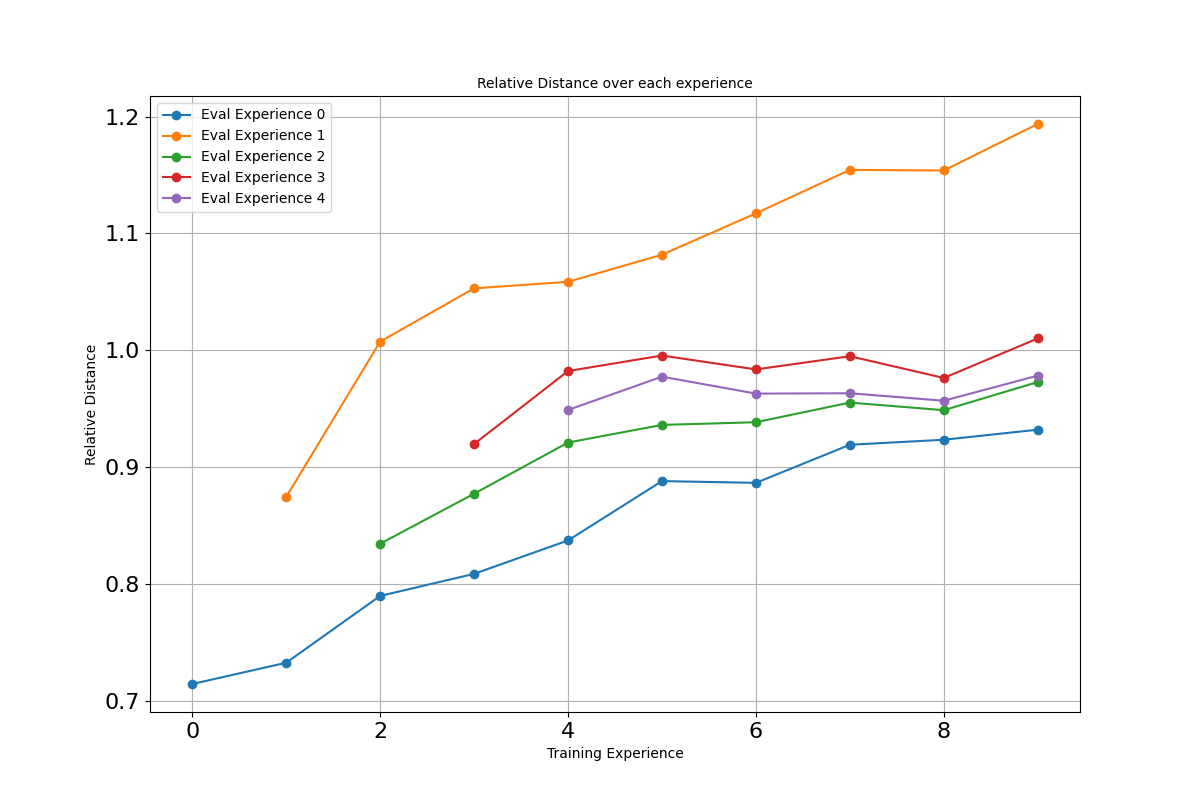 Relative Distance over each experience
Eval Experience 0
Eval Experience 1
Eval Experience 2
Eval Experience 3
Eval Experience 4
1.2
1.1
1.0
0.9
0.8
0.7
Relative Distance
0 2 4 6 8
Training Experience